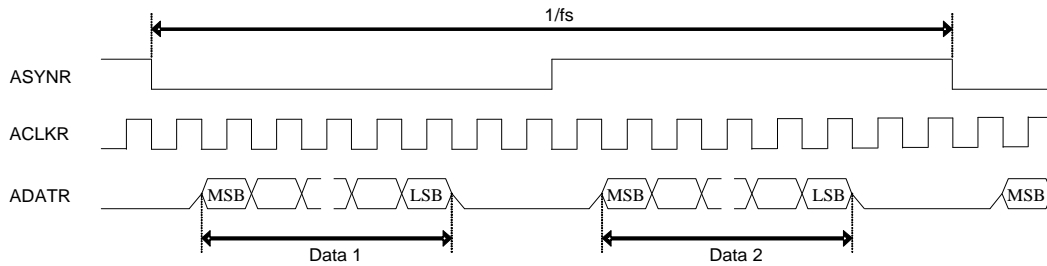 1/fs
ASYNR
ACLKR
ADATR
MSB LSB MSB LSB MSB
Data 1 Data 2